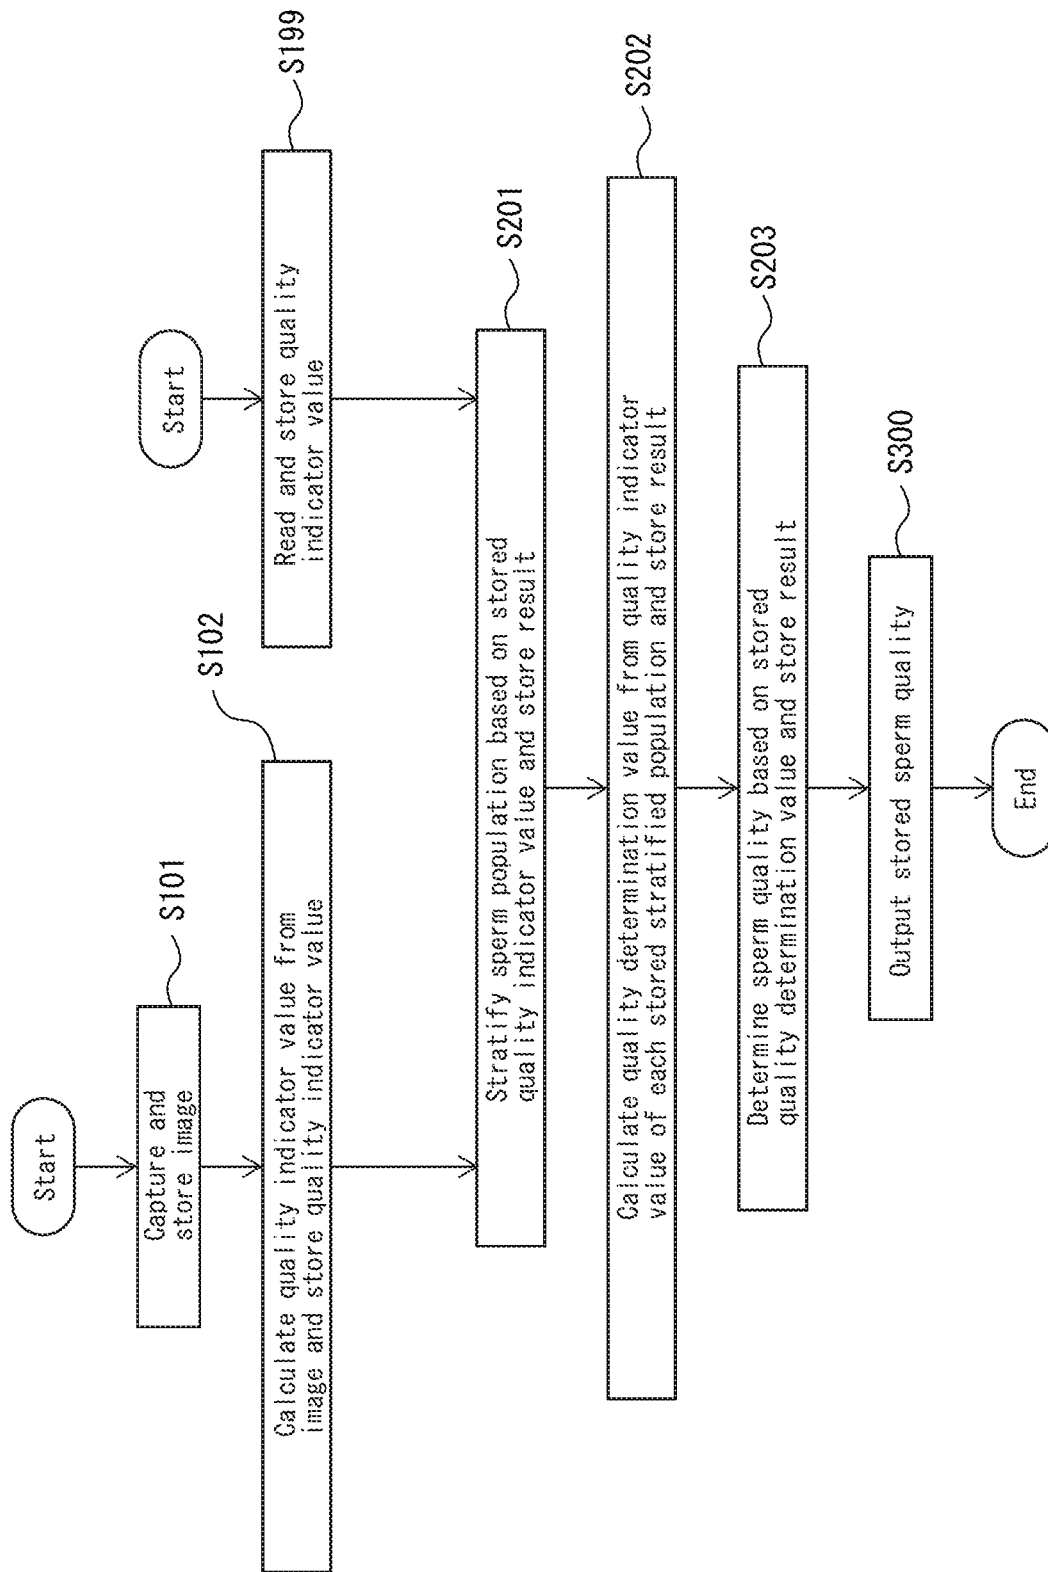 Start
Capture and
store image
S101
Calculate quality indicator value from
image and store quality indicator value
S102
Start
Read and store quality
indicator value
S199
Stratify sperm population based on stored
quality indicator value and store result
S201
Calculate quality determination value from quality indicator
value of each stored stratified population and store result
S202
Determine sperm quality based on stored
quality determination value and store result
S203
Output stored sperm quality
S300
End